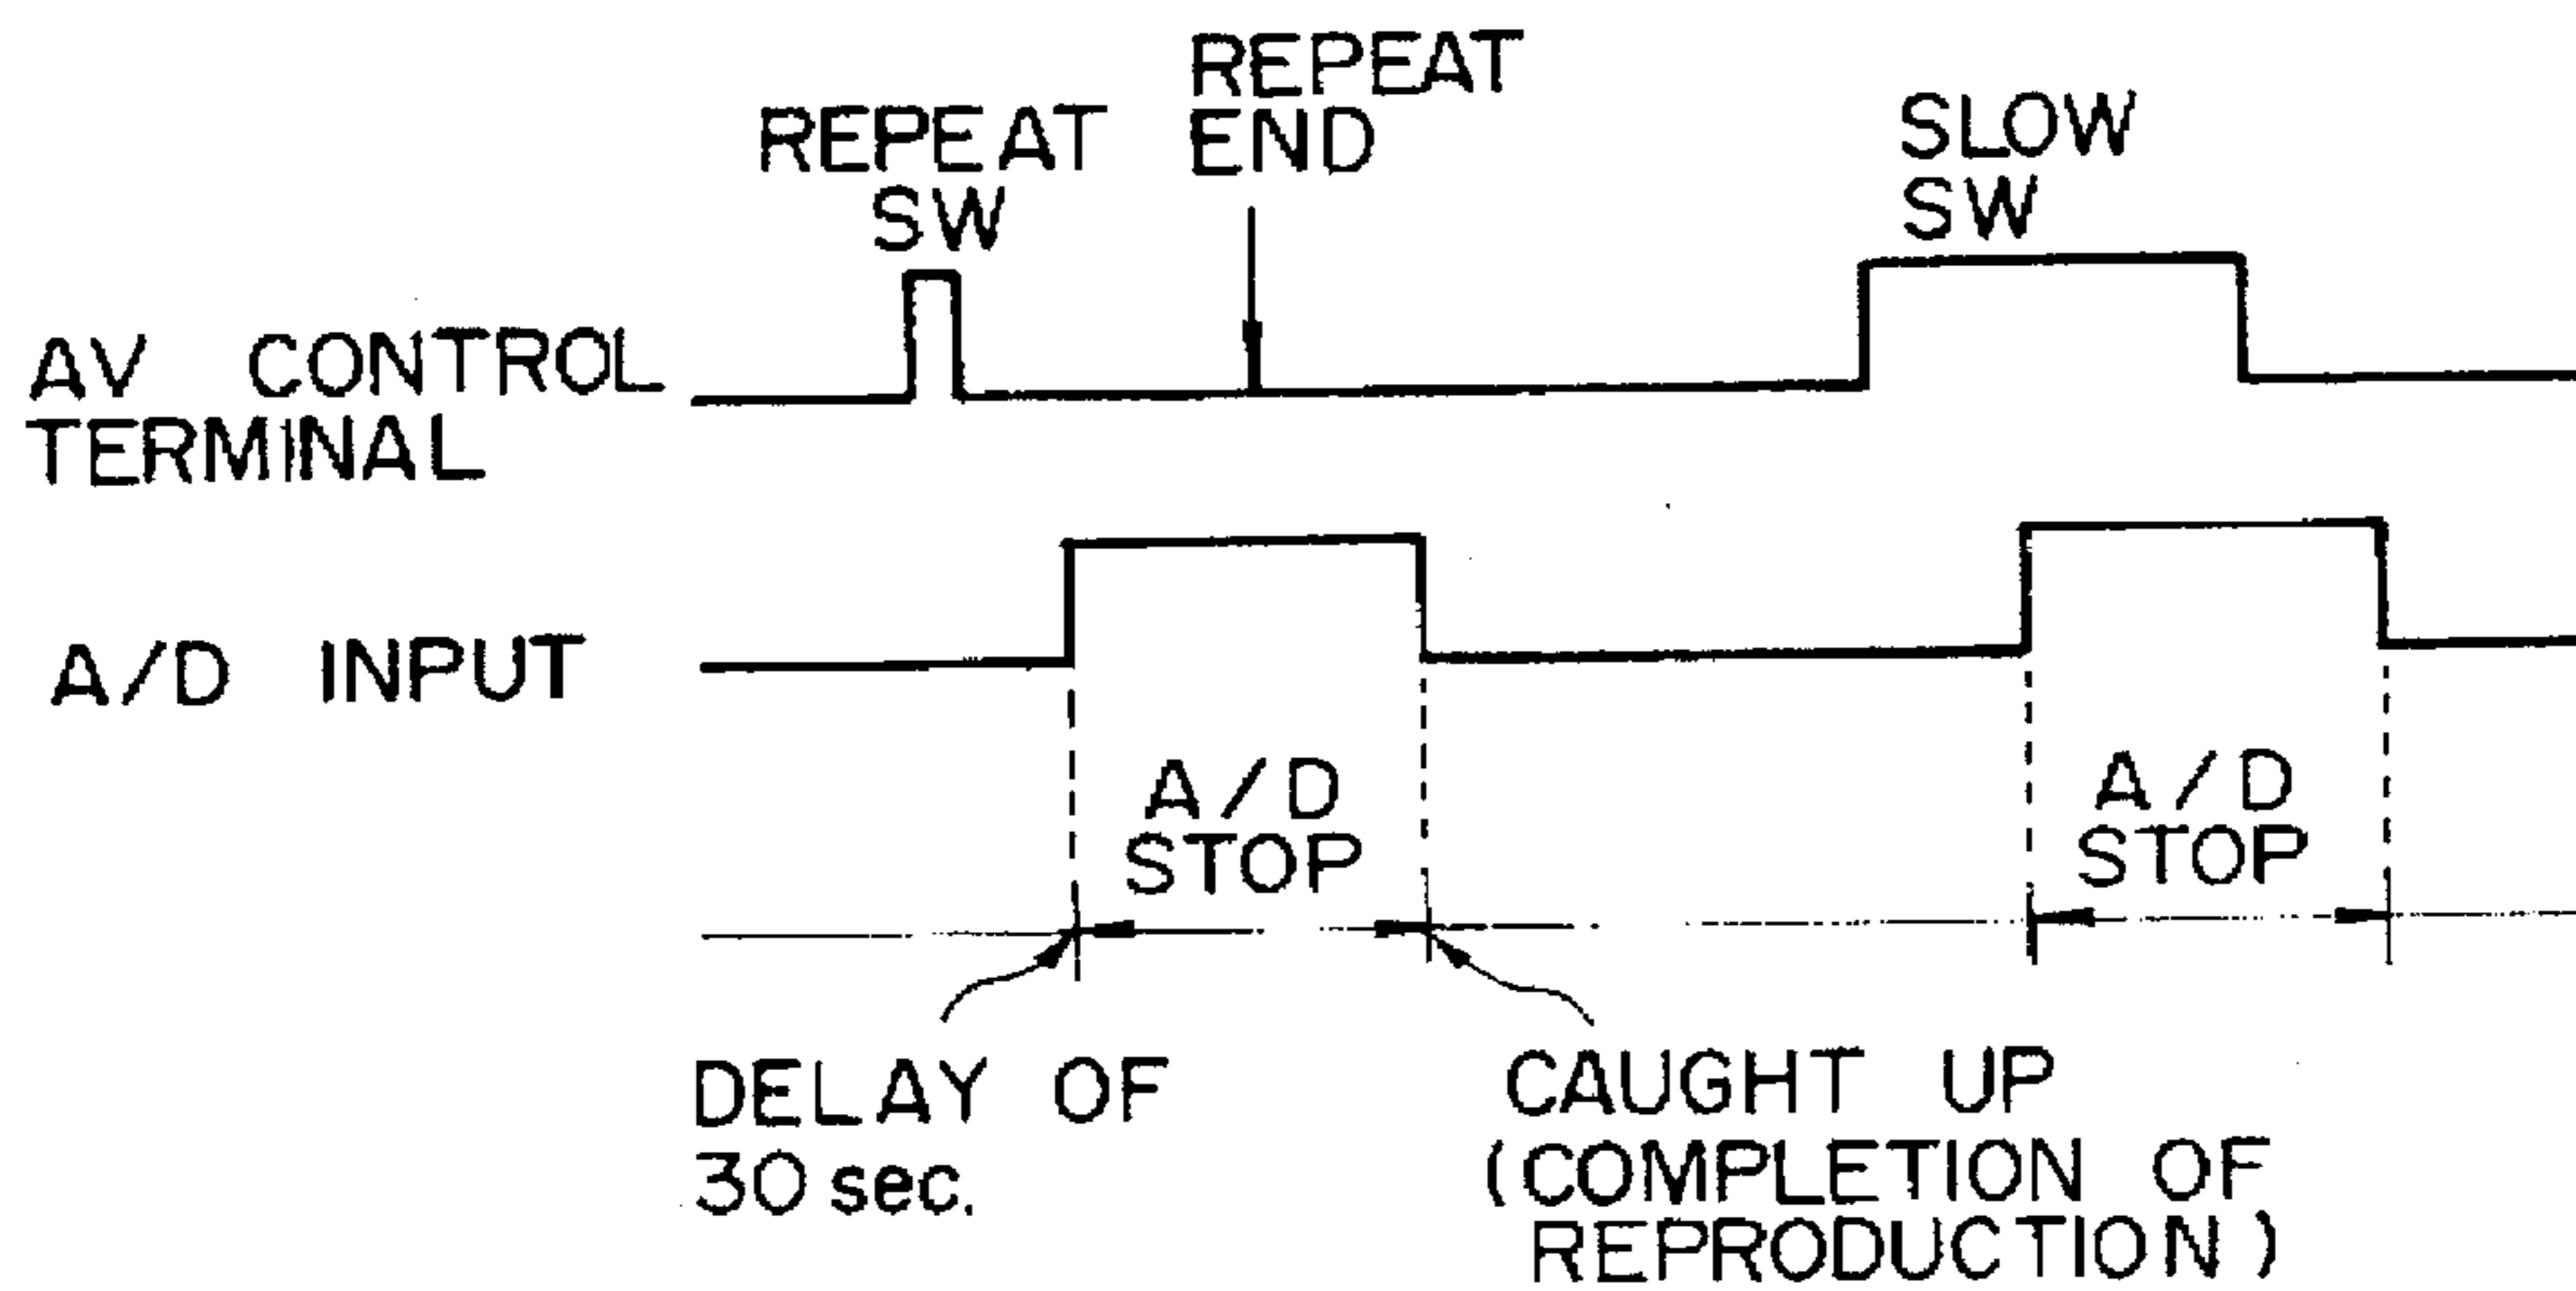 REPEAT
SW
REPEAT
END
SLOW
SW
AV CONTROL
TERMINAL
A/D INPUT
A/D
STOP
A/D
STOP
DELAY OF
30 sec.
CAUGHT UP
(COMPLETION OF
REPRODUCTION)